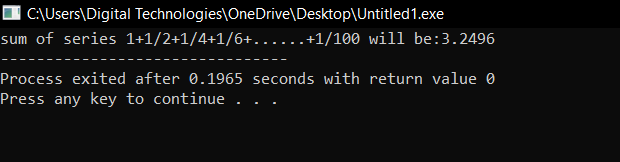 C:\Users\Digital Technologies\OneDrive\Desktop\Untitled1.exe
sum of series 1+1/2+1/4+1/6+......+1/100 will be:3.2496
--------------------------------
Process exited after 0.1965 seconds with return value 0
Press any key to continue . . .